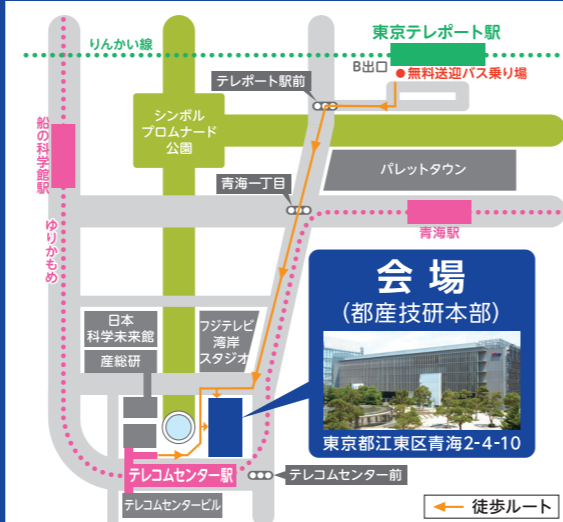 東京テレポート駅
りんかい線
B出口
無料送迎バス乗り場
テレポート駅前
シンボル
プロムナード
公園
船の科学館駅
パレットタウン
青海一丁目
青海駅
ゆりかもめ
会場
(都産技研本部)
日本
科学未来館
フジテレビ
湾岸
スタジオ
産総研
東京都江東区青海2-4-10
テレコムセンター駅
テレコムセンター前
テレコムセンタービル
徒歩ルート